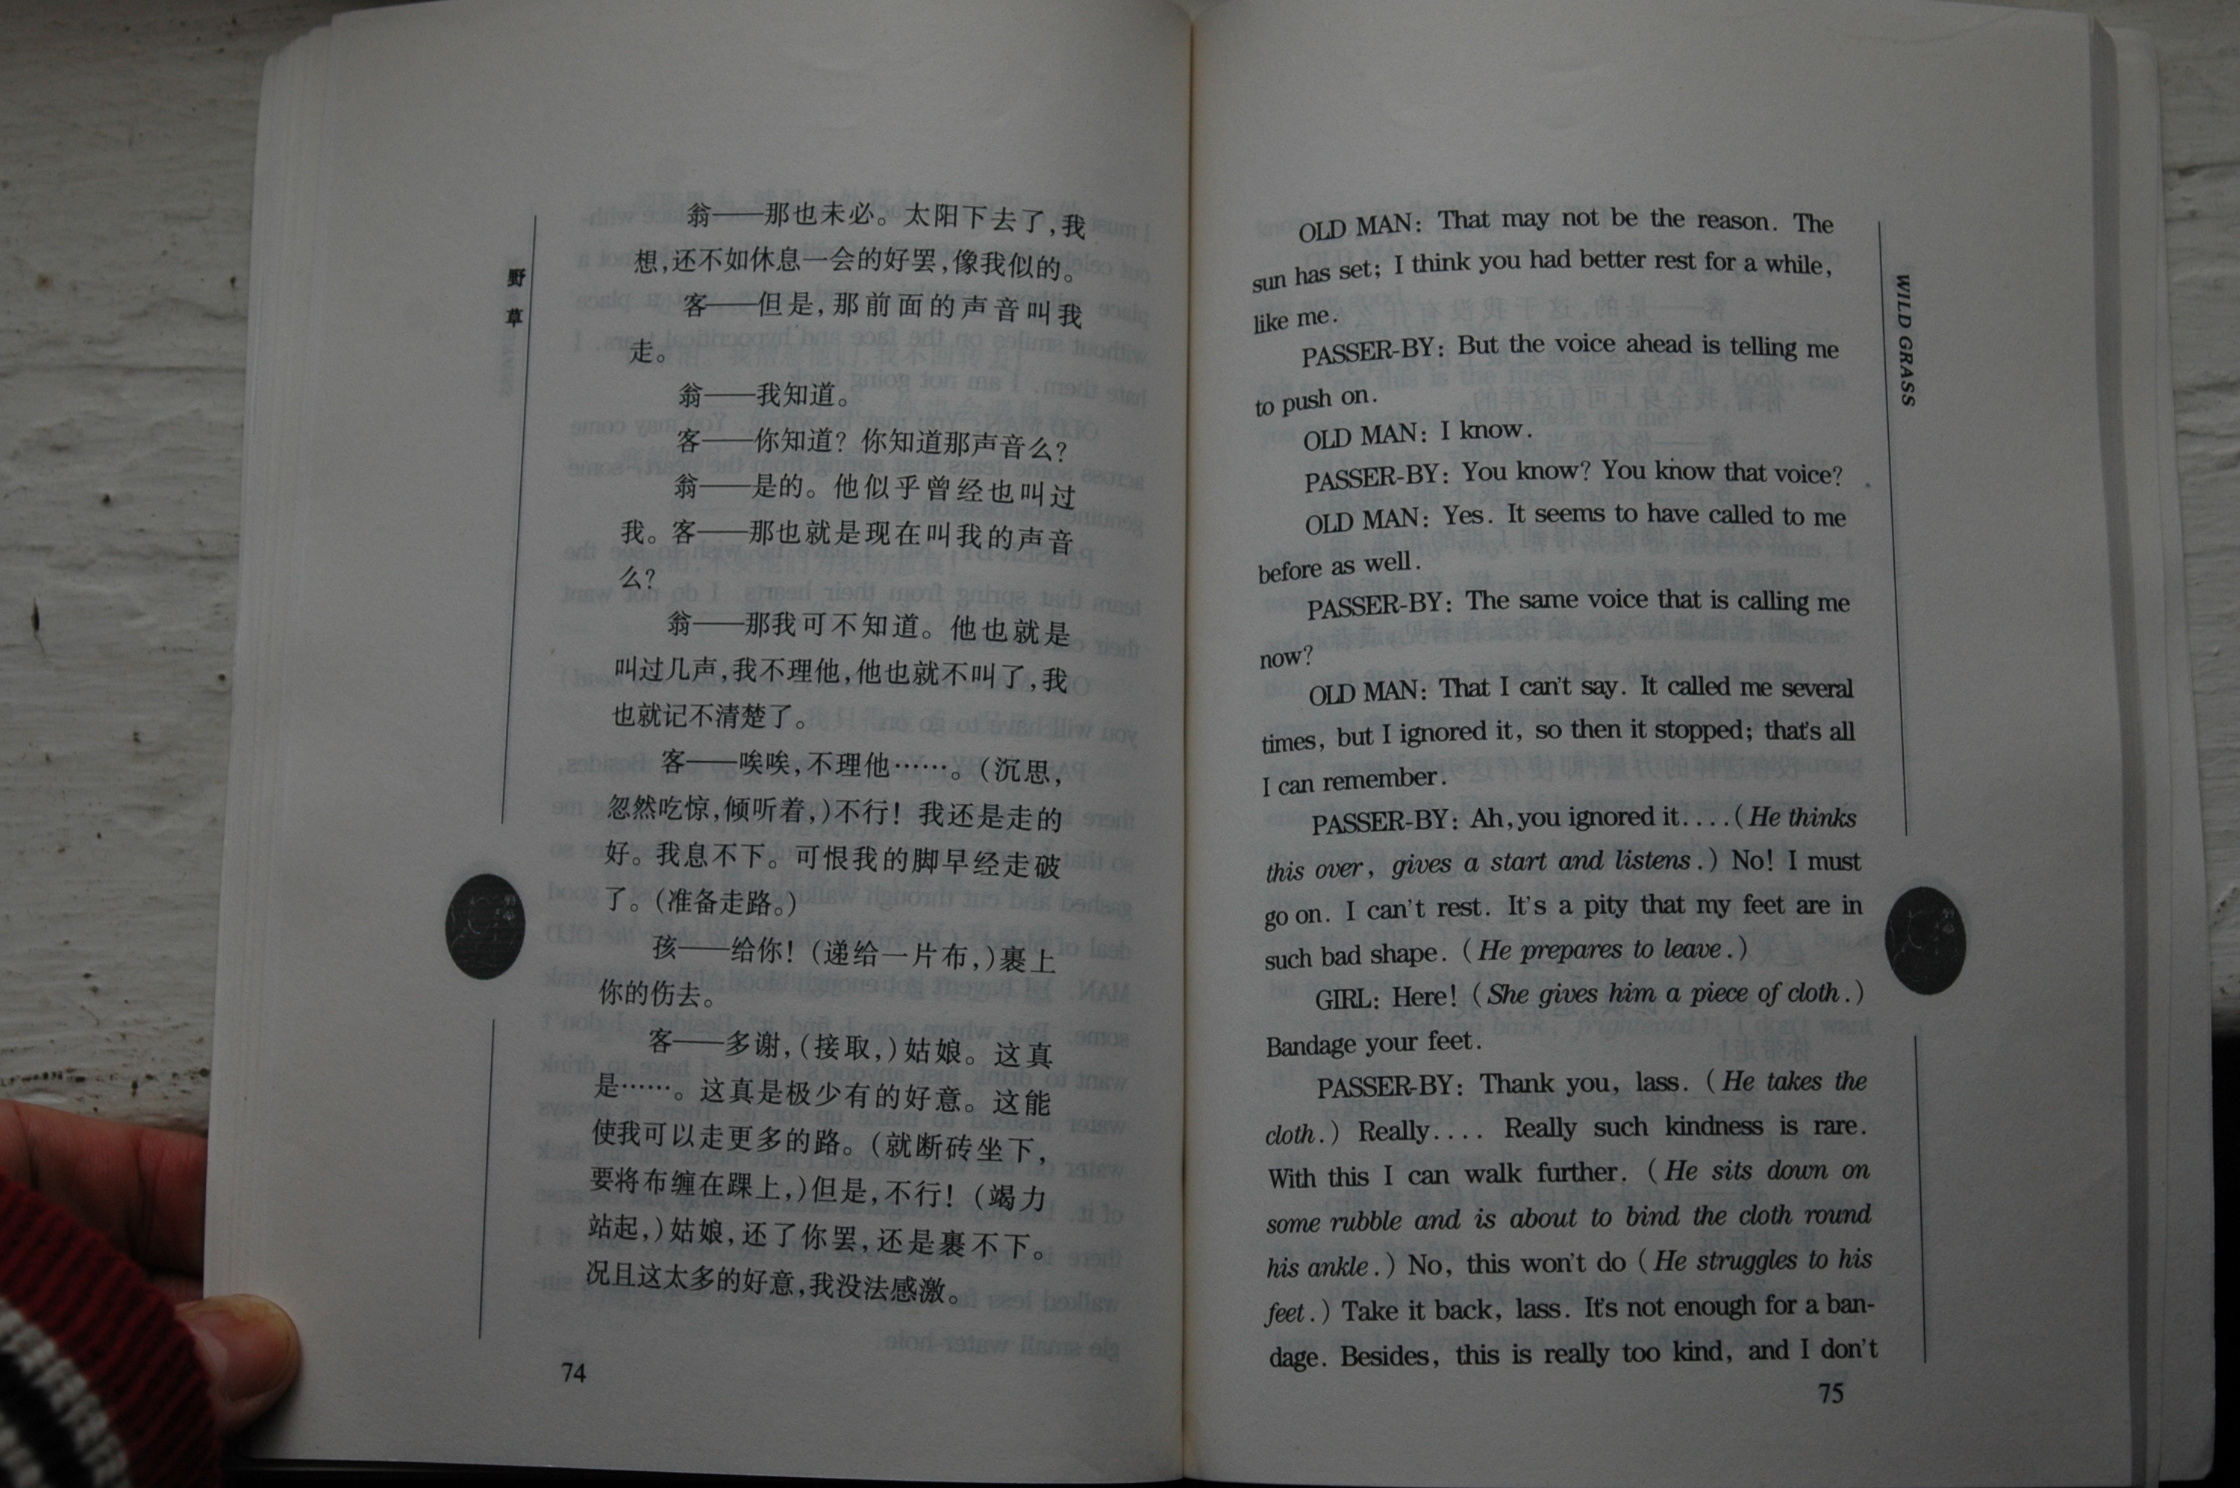 野草
翁——那也未必。太阳下去了,我
想,还不如休息一会的好罢,像我似的。
客——但是,那前面的声音叫我
走。
翁——我知道。
客——你知道?你知道那声音么?
翁——是的。他似乎曾经也叫过
我。客——那也就是现在叫我的声音
么?
翁——那我可不知道。他也就是
叫过几声,我不理他,他也就不叫了,我
也就记不清楚了。
客——唉唉,不理他……。(沉思,
忽然吃惊,倾听着,)不行!我还是走的
好。我息不下。可恨我的脚早经走破
了。(准备走路。)
孩——给你!(递给一片布,)裹上
你的伤去。
客——多谢,(接取,)姑娘。这真
是……。这真是极少有的好意。这能
使我可以走更多的路。(就断砖坐下,
要将布缠在踝上,)但是,不行!(竭力
站起,)姑娘,还了你罢,还是裹不下。
况且这太多的好意,我没法感激。
74
OLD MAN: That may not be the reason. The
sun has set; I think you had better rest for a while,
like me.
PASSER-BY: But the voice ahead is telling me
to push on.
OLD MAN: I know.
PASSER-BY: You know? You know that voice?
OLD MAN: Yes. It seems to have called to me
before as well.
PASSER-BY: The same voice that is calling me
now?
OLD MAN: That I can't say. It called me several
times, but I ignored it, so then it stopped; that's all
I can remember.
PASSER-BY: Ah, you ignored it....(He thinks
this over, gives a start and listens.) No! I must
go on. I can't rest. It's a pity that my feet are in
such bad shape. (He prepares to leave.)
GIRL: Here! (She gives him a piece of cloth.)
Bandage your feet.
PASSER-BY: Thank you, lass. (He takes the
cloth.) Really.... Really such kindness is rare.
With this I can walk further. (He sits down on
some rubble and is about to bind the cloth round
his ankle.) No, this won't do (He struggles to his
feet.) Take it back, lass. It's not enough for a ban-
dage. Besides, this is really too kind, and I don't
75
WILD GRASS